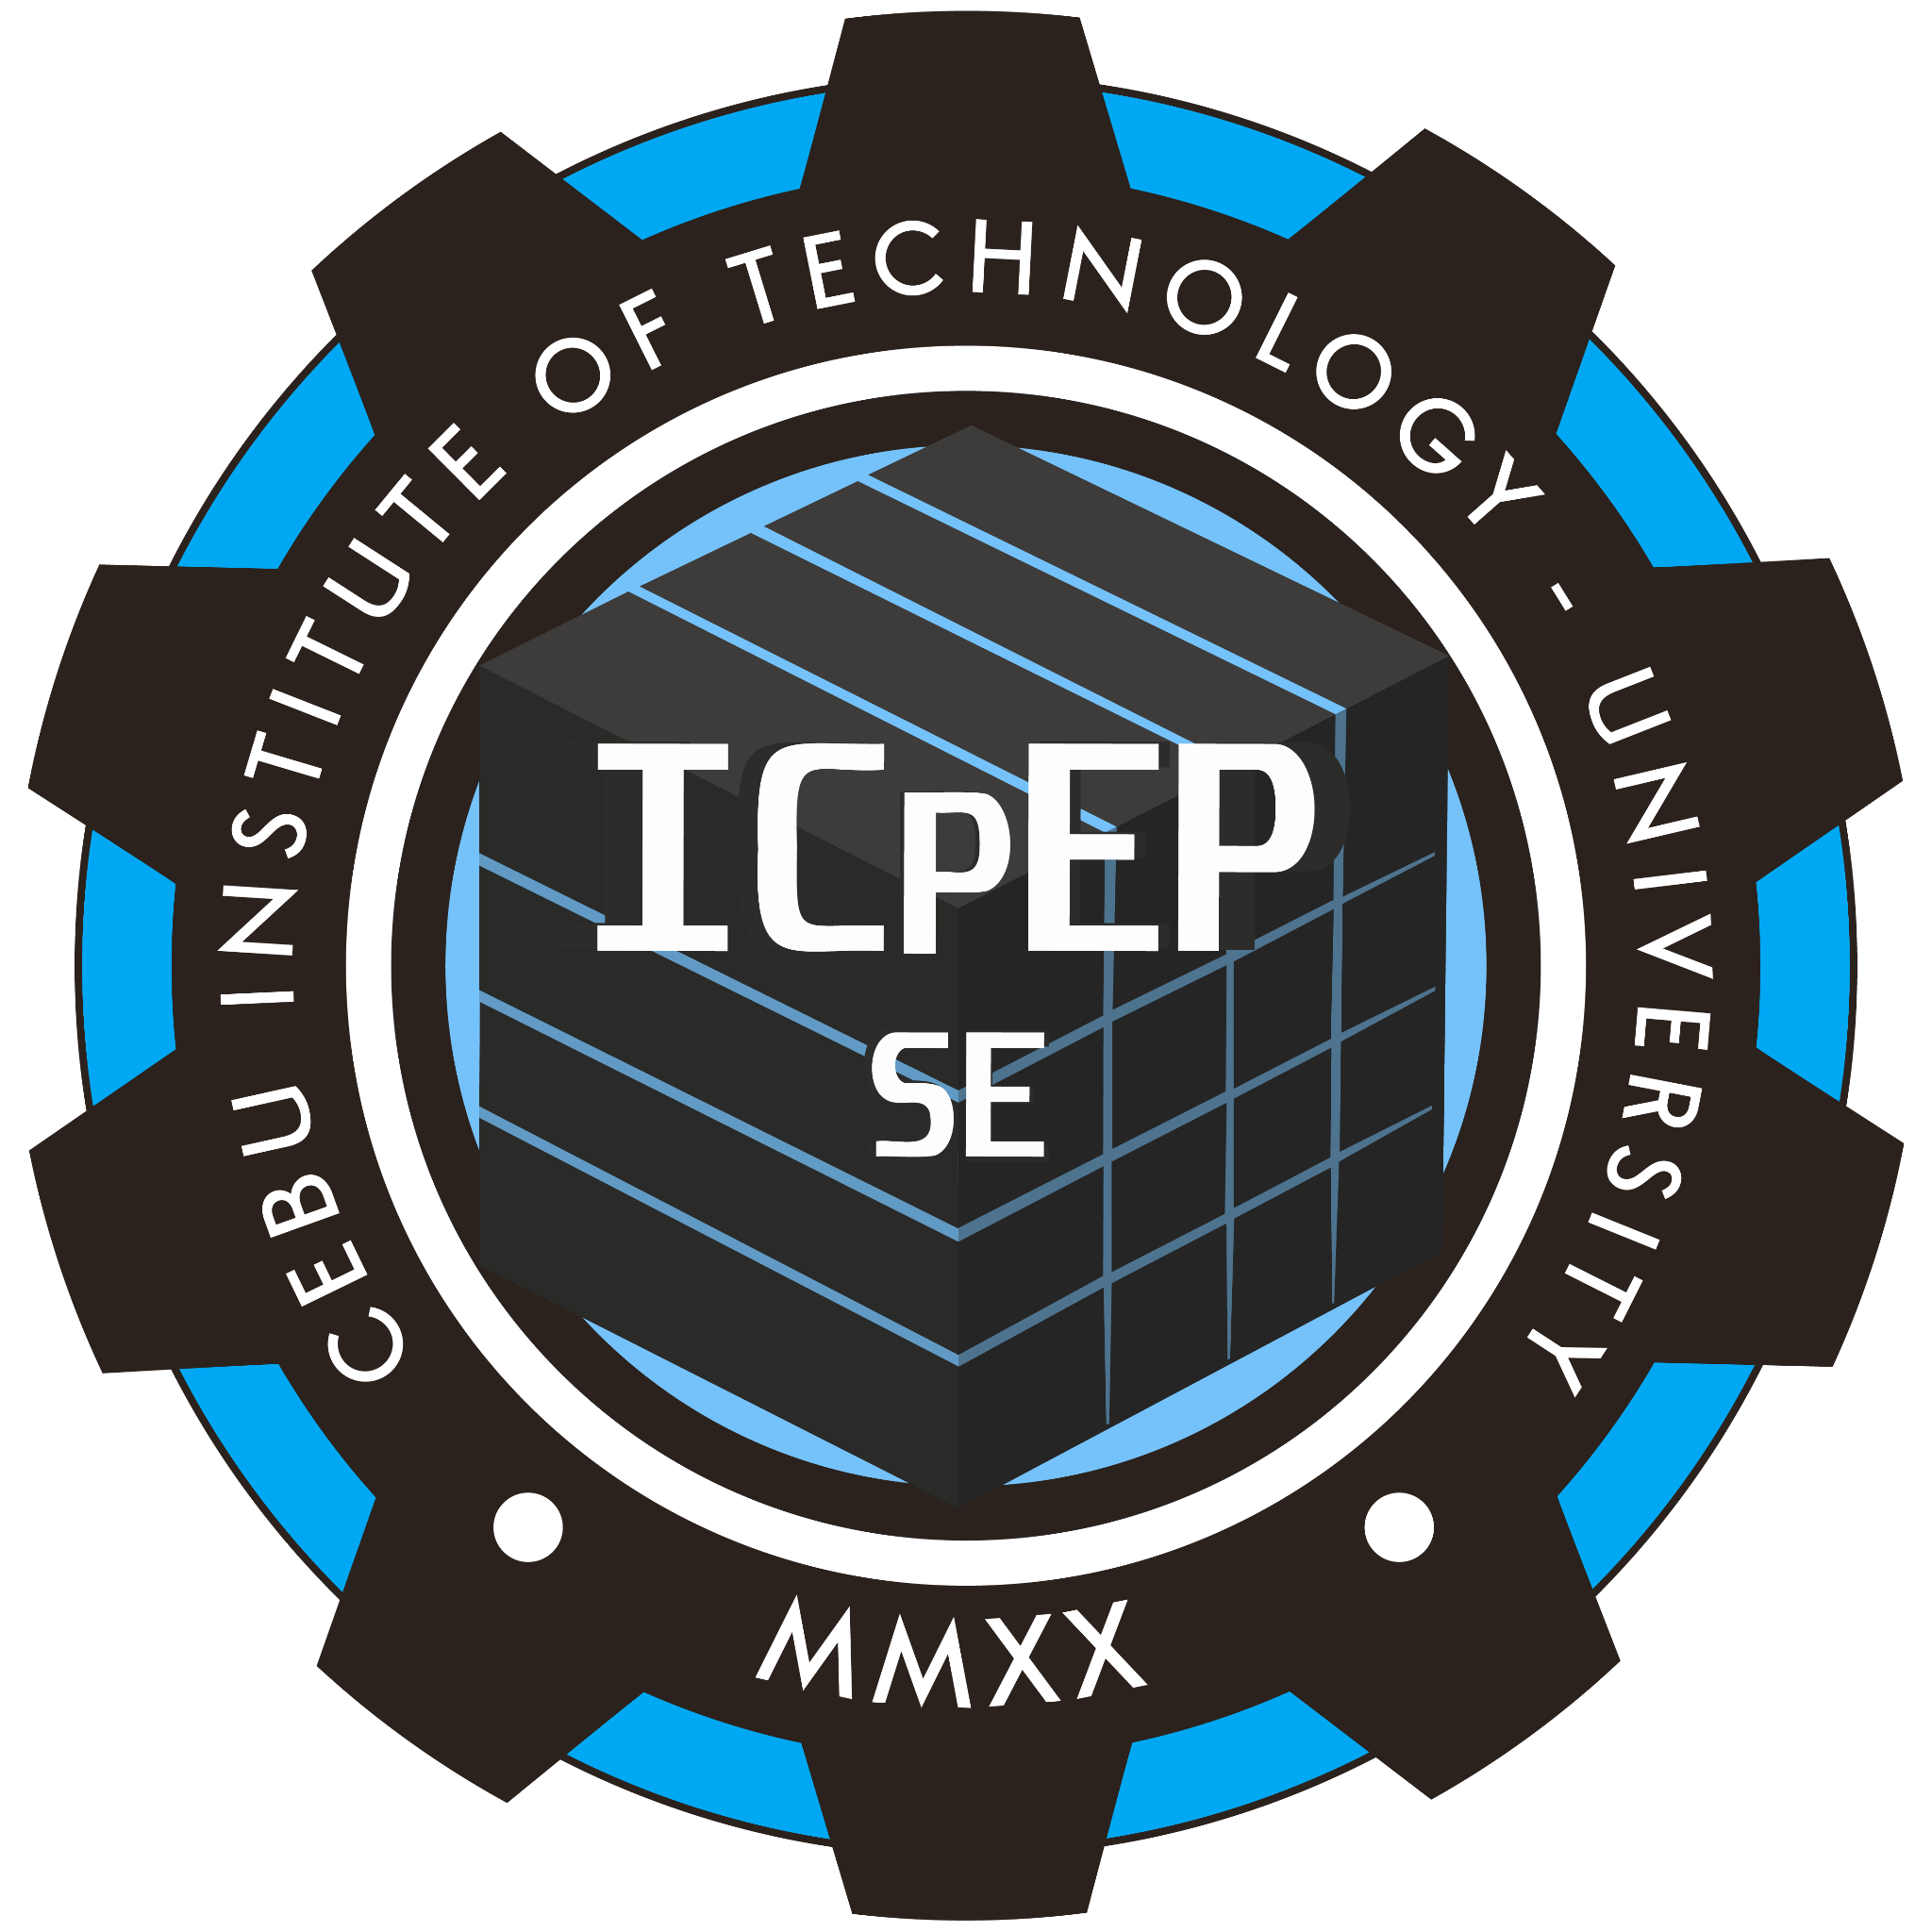 CEBU INSTITUTE OF TECHNOLOGY - UNIVERSITY
ICpEP
SE
MMXX